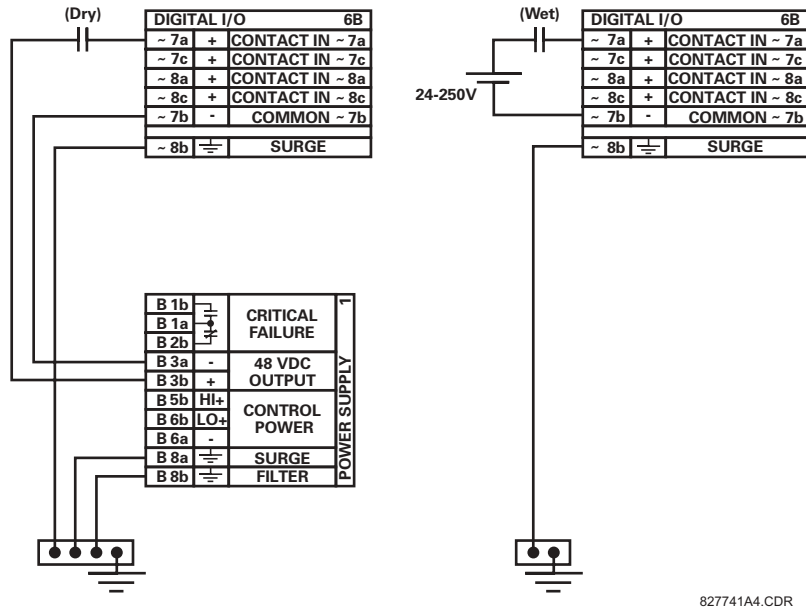 (Dry)
DIGITAL I/O 6B
~ 7a + CONTACT IN ~ 7a
~ 7c + CONTACT IN ~ 7c
~ 8a + CONTACT IN ~ 8a
~ 8c + CONTACT IN ~ 8c
~ 7b - COMMON ~ 7b
~ 8b SURGE
B 1b
B 1a
B 2b
CRITICAL
FAILURE
B 3a -
B 3b +
48 VDC
OUTPUT
B 5b HI+
B 6b LO+
B 6a -
CONTROL
POWER
B 8a SURGE
B 8b FILTER
POWER SUPPLY 1
(Wet)
24-250V
DIGITAL I/O 6B
~ 7a + CONTACT IN ~ 7a
~ 7c + CONTACT IN ~ 7c
~ 8a + CONTACT IN ~ 8a
~ 8c + CONTACT IN ~ 8c
~ 7b - COMMON ~ 7b
~ 8b SURGE
827741A4.CDR